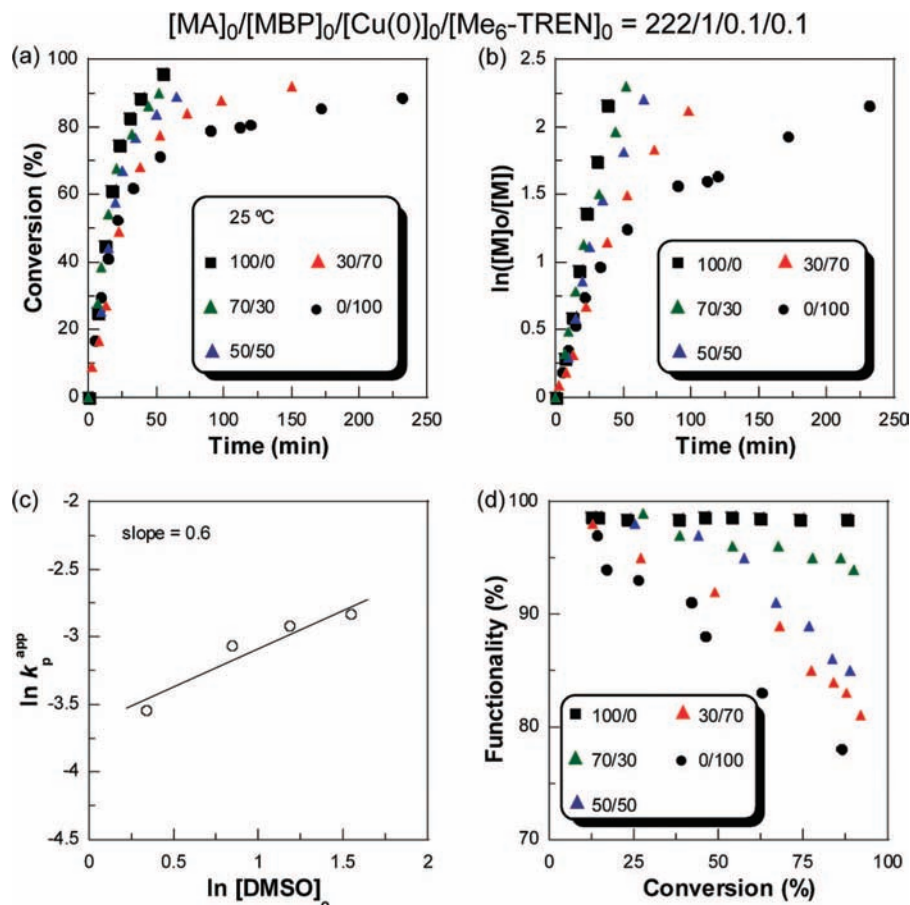 [MA]0/[MBP]0/[Cu(0)]0/[Me6-TREN]0 = 222/1/0.1/0.1
(a)
100
80
60
40
20
0
Conversion (%)
25 ºC
100/0
30/70
70/30
0/100
50/50
0 50 100 150 200 250
Time (min)
(b)
2.5
2
1.5
1
0.5
0
ln([M]o/[M])
100/0
30/70
70/30
0/100
50/50
0 50 100 150 200 250
Time (min)
(c)
-2
-2.5
-3
-3.5
-4
-4.5
ln kp^app
slope = 0.6
0 0.5 1 1.5 2
ln [DMSO]0
(d)
100
90
80
70
Functionality (%)
100/0
30/70
70/30
0/100
50/50
0 25 50 75 100
Conversion (%)